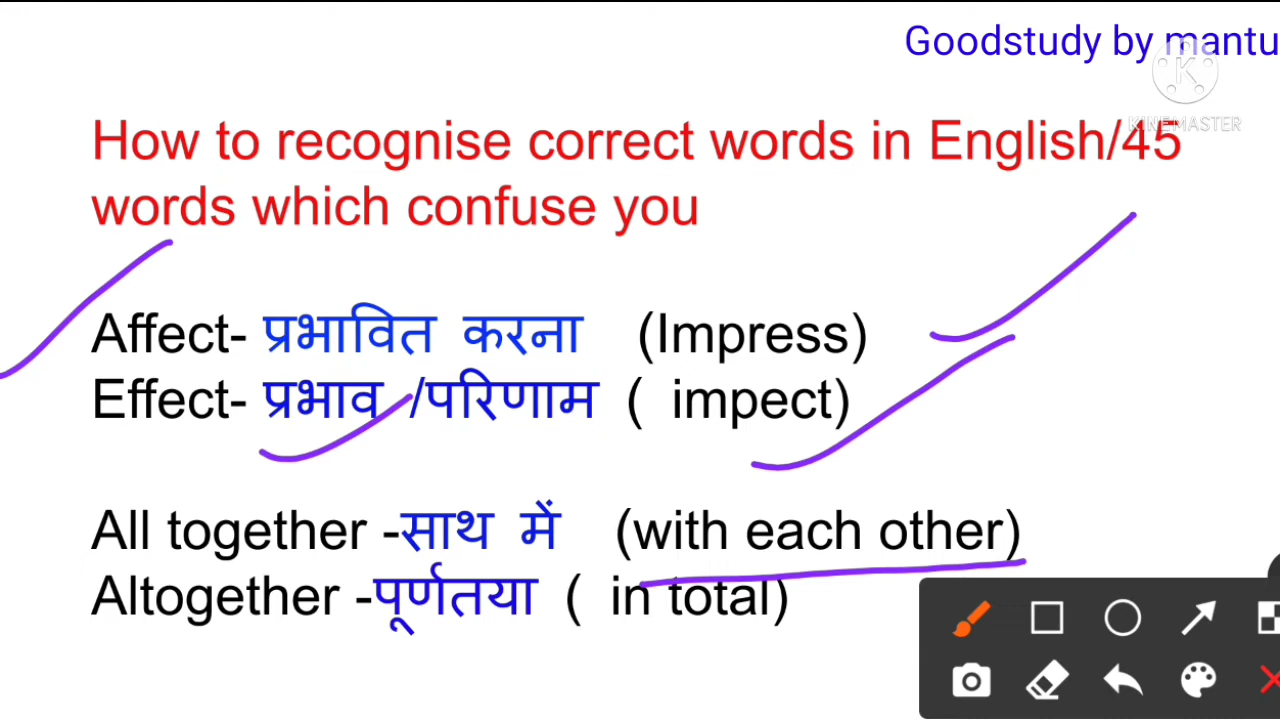 Goodstudy by mantu
KINEMASTER
How to recognise correct words in English/45
words which confuse you
Affect- प्रभावित करना (Impress)
Effect- प्रभाव /परिणाम ( impect)
All together -साथ में (with each other)
Altogether -पूर्णतया ( in total)